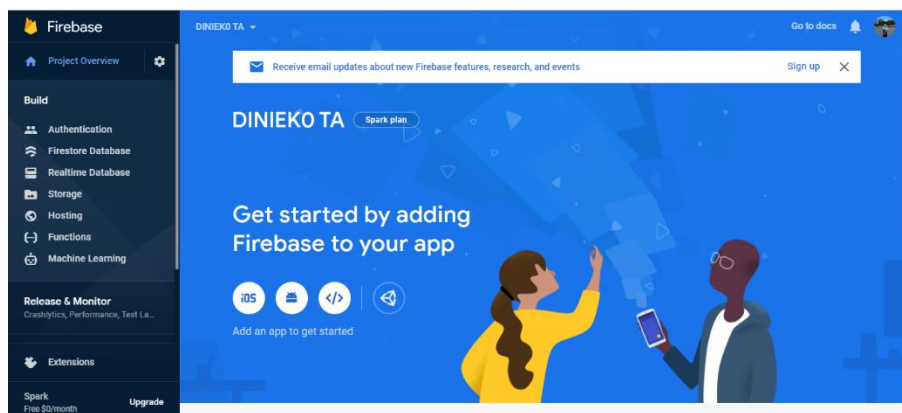 Firebase
Project Overview
Build
Authentication
Firestore Database
Realtime Database
Storage
Hosting
Functions
Machine Learning
Release & Monitor
Crashlytics, Performance, Test La...
Extensions
Spark
Free $0/month
Upgrade
DINIEKO TA
Go to docs
Receive email updates about new Firebase features, research, and events
Sign up
DINIEKO TA Spark plan
Get started by adding
Firebase to your app
iOS
Add an app to get started